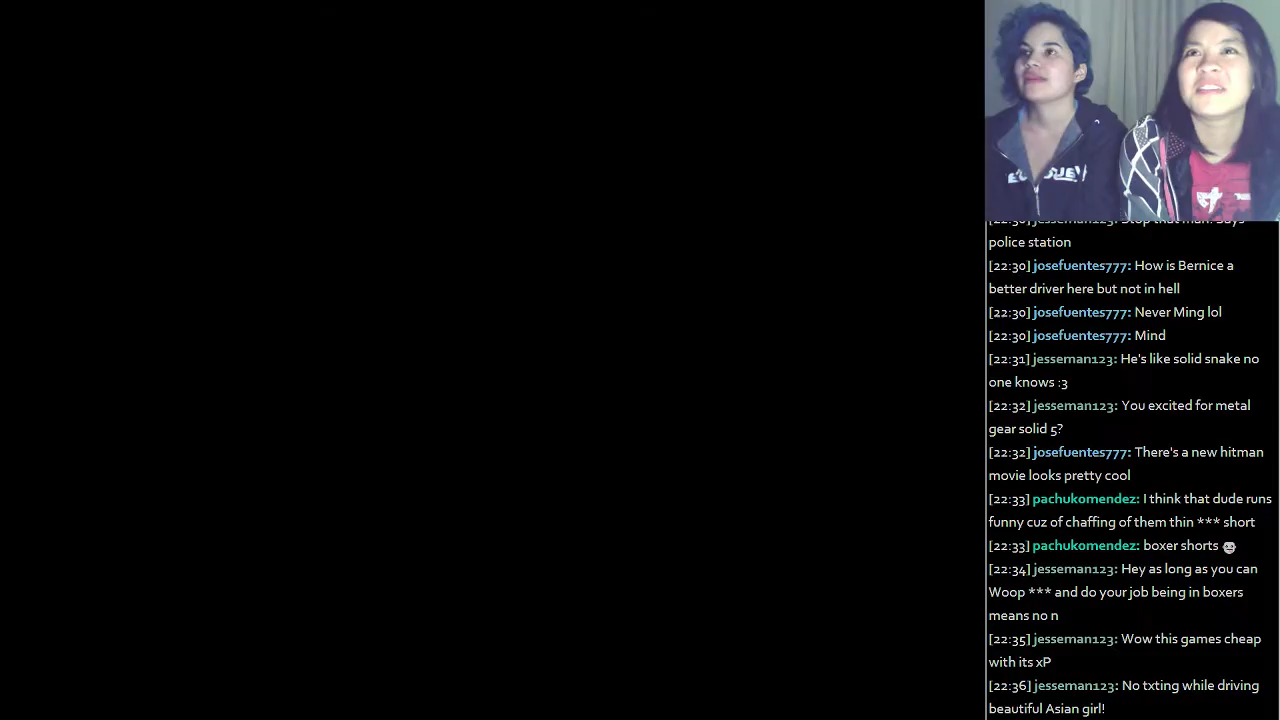 police station
[22:30] josefuentes777: How is Bernice a
better driver here but not in hell
[22:30] josefuentes777: Never Ming lol
[22:30] josefuentes777: Mind
[22:31] jesseman123: He's like solid snake no
one knows :3
[22:32] jesseman123: You excited for metal
gear solid 5?
[22:32] josefuentes777: There's a new hitman
movie looks pretty cool
[22:33] pachukomendez: I think that dude runs
funny cuz of chaffing of them thin *** short
[22:33] pachukomendez: boxer shorts
[22:34] jesseman123: Hey as long as you can
Woop *** and do your job being in boxers
means no n
[22:35] jesseman123: Wow this games cheap
with its xP
[22:36] jesseman123: No txting while driving
beautiful Asian girl!